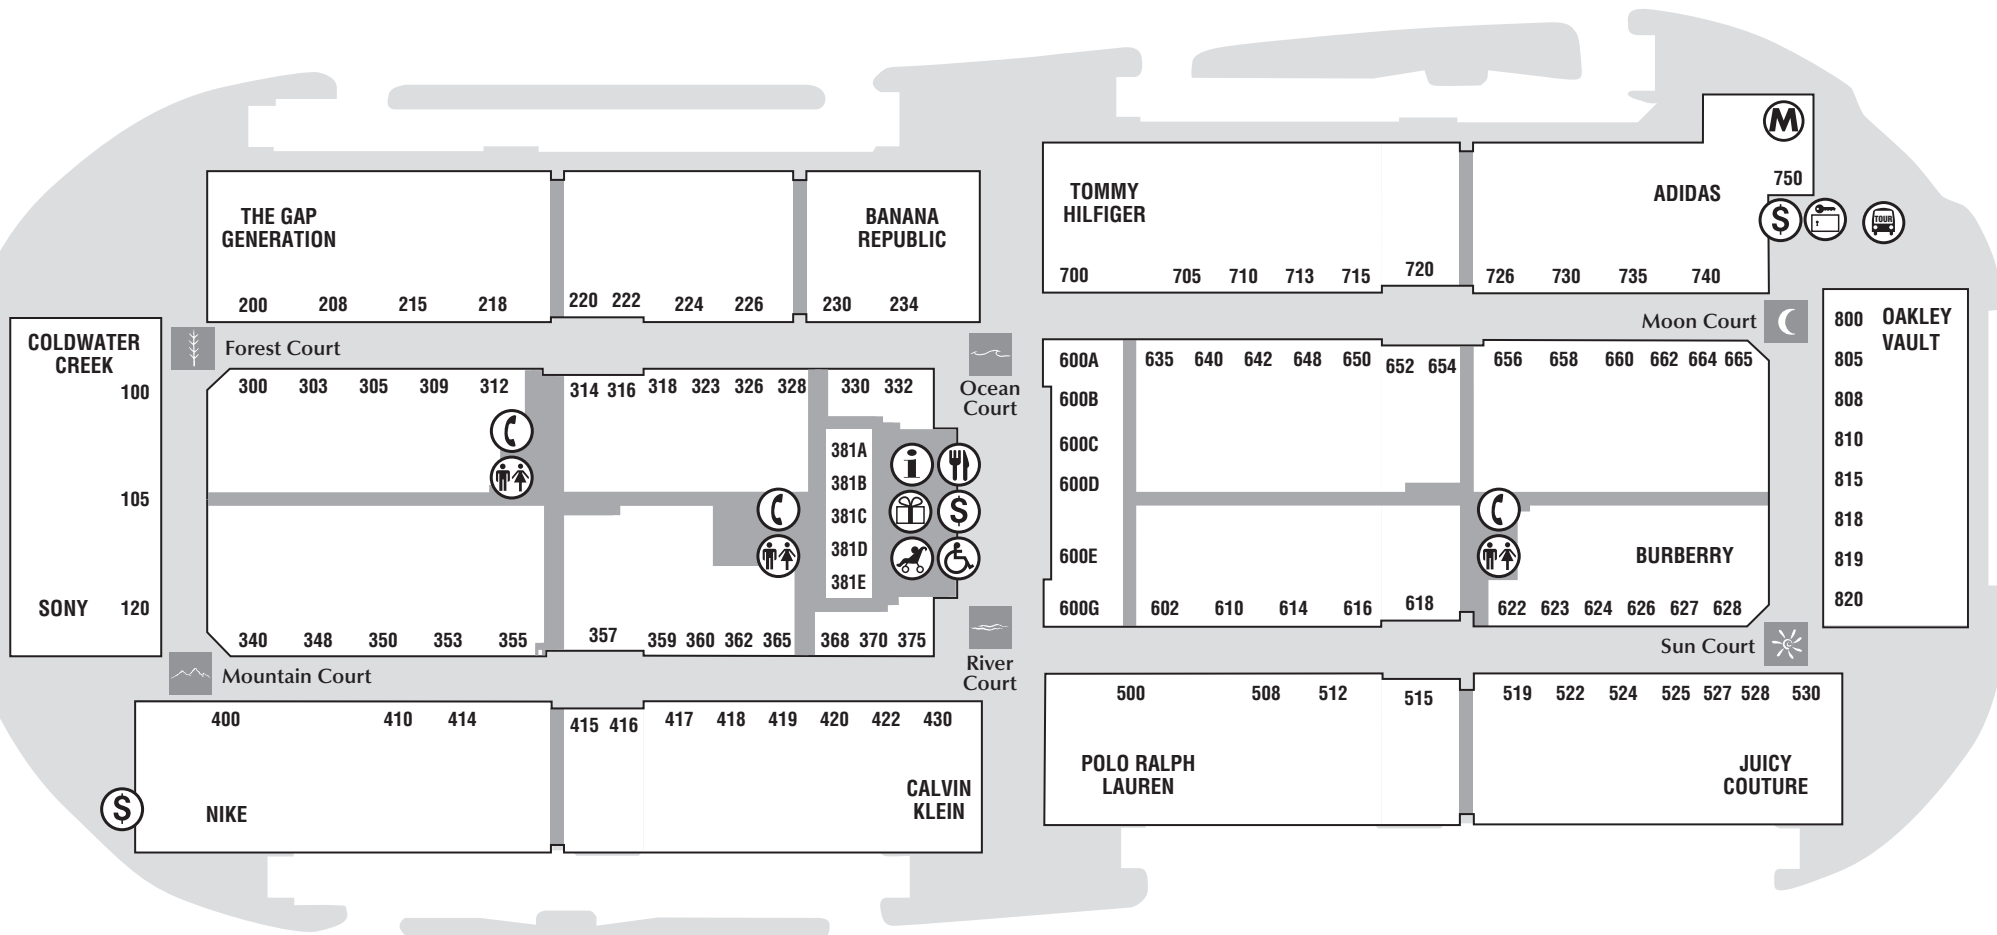 M
750
TOMMY
HILFIGER
ADIDAS
$
TOUR
700 705 710 713 715 720 726 730 735 740
THE GAP
GENERATION
BANANA
REPUBLIC
200 208 215 218 220 222 224 226 230 234
COLDWATER
CREEK
100
105
SONY 120
Forest Court
Ocean
Court
Moon Court
800 OAKLEY
VAULT
805
808
810
815
818
819
820
300 303 305 309 312 314 316 318 323 326 328 330 332
381A
381B
381C
381D
381E
i
$
340 348 350 353 355 357 359 360 362 365 368 370 375
600A 635 640 642 648 650 652 654 656 658 660 662 664 665
600B
600C
600D
600E
BURBERRY
600G 602 610 614 616 618 622 623 624 626 627 628
Mountain Court
River
Court
Sun Court
400 410 414 415 416 417 418 419 420 422 430
$
NIKE
CALVIN
KLEIN
500 508 512 515 519 522 524 525 527 528 530
POLO RALPH
LAUREN
JUICY
COUTURE